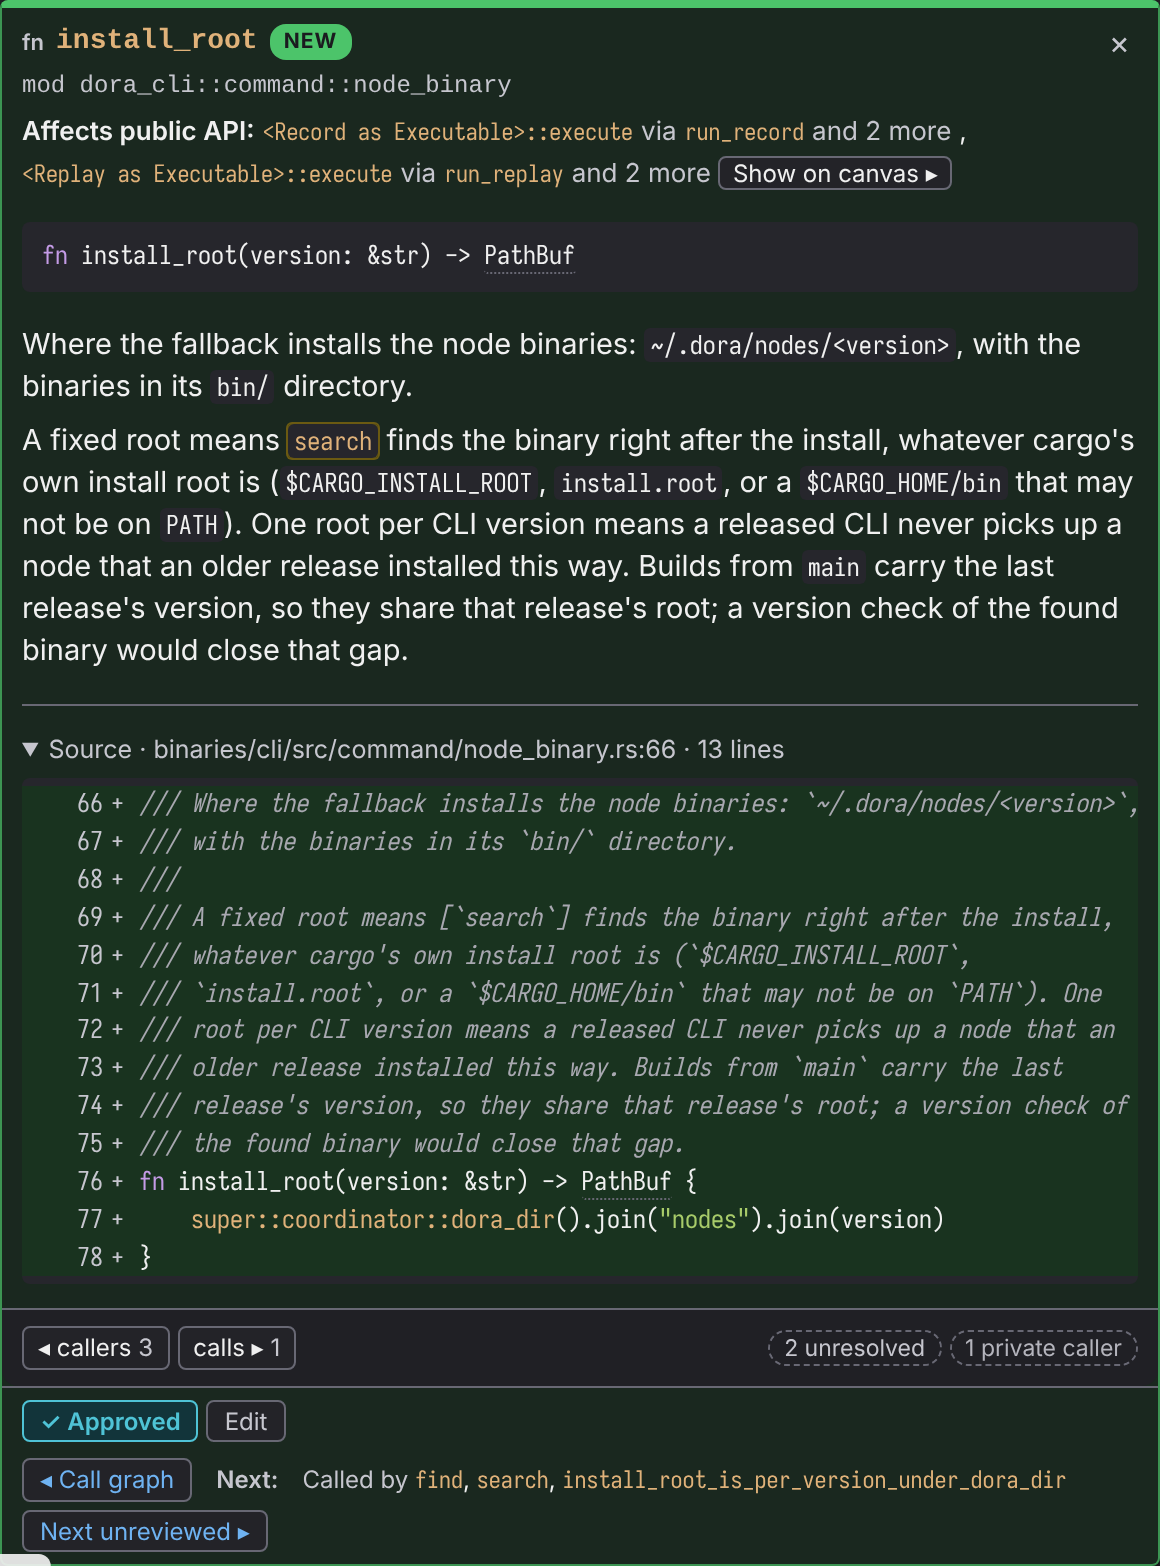 fn install_root NEW ×
mod dora_cli::command::node_binary
Affects public API: <Record as Executable>::execute via run_record and 2 more ,
<Replay as Executable>::execute via run_replay and 2 more Show on canvas ▸
fn install_root(version: &str) -> PathBuf
Where the fallback installs the node binaries: ~/.dora/nodes/<version>, with the
binaries in its bin/ directory.
A fixed root means search finds the binary right after the install, whatever cargo's
own install root is ($CARGO_INSTALL_ROOT, install.root, or a $CARGO_HOME/bin that may
not be on PATH). One root per CLI version means a released CLI never picks up a
node that an older release installed this way. Builds from main carry the last
release's version, so they share that release's root; a version check of the found
binary would close that gap.
▼ Source · binaries/cli/src/command/node_binary.rs:66 · 13 lines
66 + /// Where the fallback installs the node binaries: `~/.dora/nodes/<version>`,
67 + /// with the binaries in its `bin/` directory.
68 + ///
69 + /// A fixed root means [`search`] finds the binary right after the install,
70 + /// whatever cargo's own install root is (`$CARGO_INSTALL_ROOT`,
71 + /// `install.root`, or a `$CARGO_HOME/bin` that may not be on `PATH`). One
72 + /// root per CLI version means a released CLI never picks up a node that an
73 + /// older release installed this way. Builds from `main` carry the last
74 + /// release's version, so they share that release's root; a version check of
75 + /// the found binary would close that gap.
76 + fn install_root(version: &str) -> PathBuf {
77 + super::coordinator::dora_dir().join("nodes").join(version)
78 + }
◂ callers 3 calls ▸ 1 2 unresolved 1 private caller
✓ Approved Edit
◂ Call graph Next: Called by find, search, install_root_is_per_version_under_dora_dir
Next unreviewed ▸